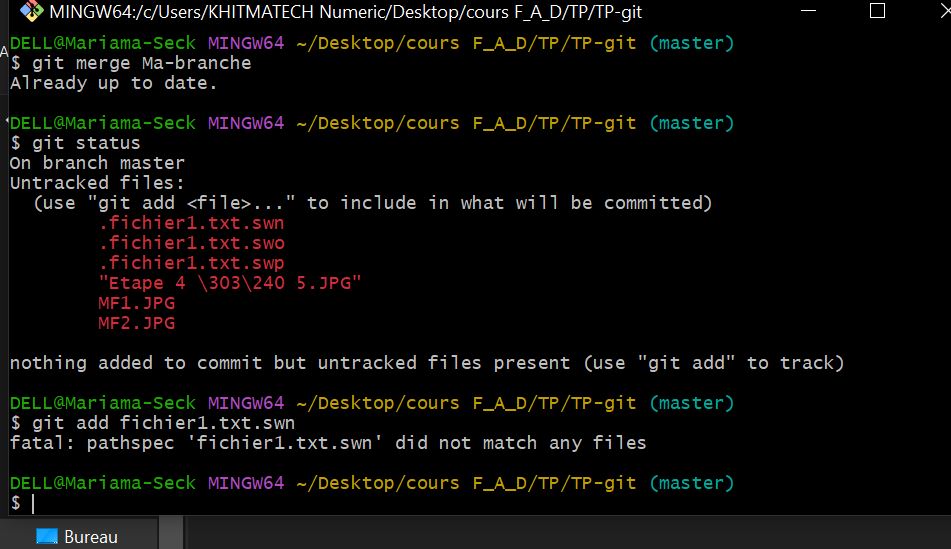 MINGW64:/c/Users/KHITMATECH Numeric/Desktop/cours F_A_D/TP/TP-git
DELL@Mariama-Seck MINGW64 ~/Desktop/cours F_A_D/TP/TP-git (master)
$ git merge Ma-branche
Already up to date.
DELL@Mariama-Seck MINGW64 ~/Desktop/cours F_A_D/TP/TP-git (master)
$ git status
On branch master
Untracked files:
(use "git add <file>..." to include in what will be committed)
.fichier1.txt.swn
.fichier1.txt.swo
.fichier1.txt.swp
"Etape 4 \303\240 5.JPG"
MF1.JPG
MF2.JPG
nothing added to commit but untracked files present (use "git add" to track)
DELL@Mariama-Seck MINGW64 ~/Desktop/cours F_A_D/TP/TP-git (master)
$ git add fichier1.txt.swn
fatal: pathspec 'fichier1.txt.swn' did not match any files
DELL@Mariama-Seck MINGW64 ~/Desktop/cours F_A_D/TP/TP-git (master)
$
Bureau